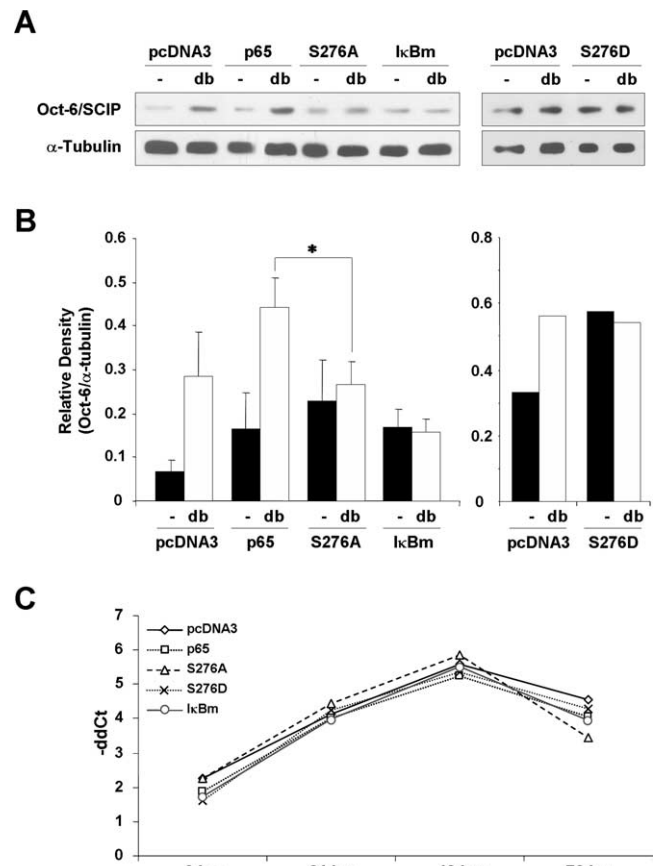 A
pcDNA3 p65 S276A IκBm pcDNA3 S276D
- db - db - db - db - db - db
Oct-6/SCIP
α-Tubulin
B
Relative Density
(Oct-6/α-tubulin)
0.6
0.5
0.4
0.3
0.2
0.1
0
*
- db - db - db - db
pcDNA3 p65 S276A IκBm
0.8
0.6
0.4
0.2
0
- db - db
pcDNA3 S276D
C
-ddCt
7
6
5
4
3
2
1
0
pcDNA3
p65
S276A
S276D
IκBm